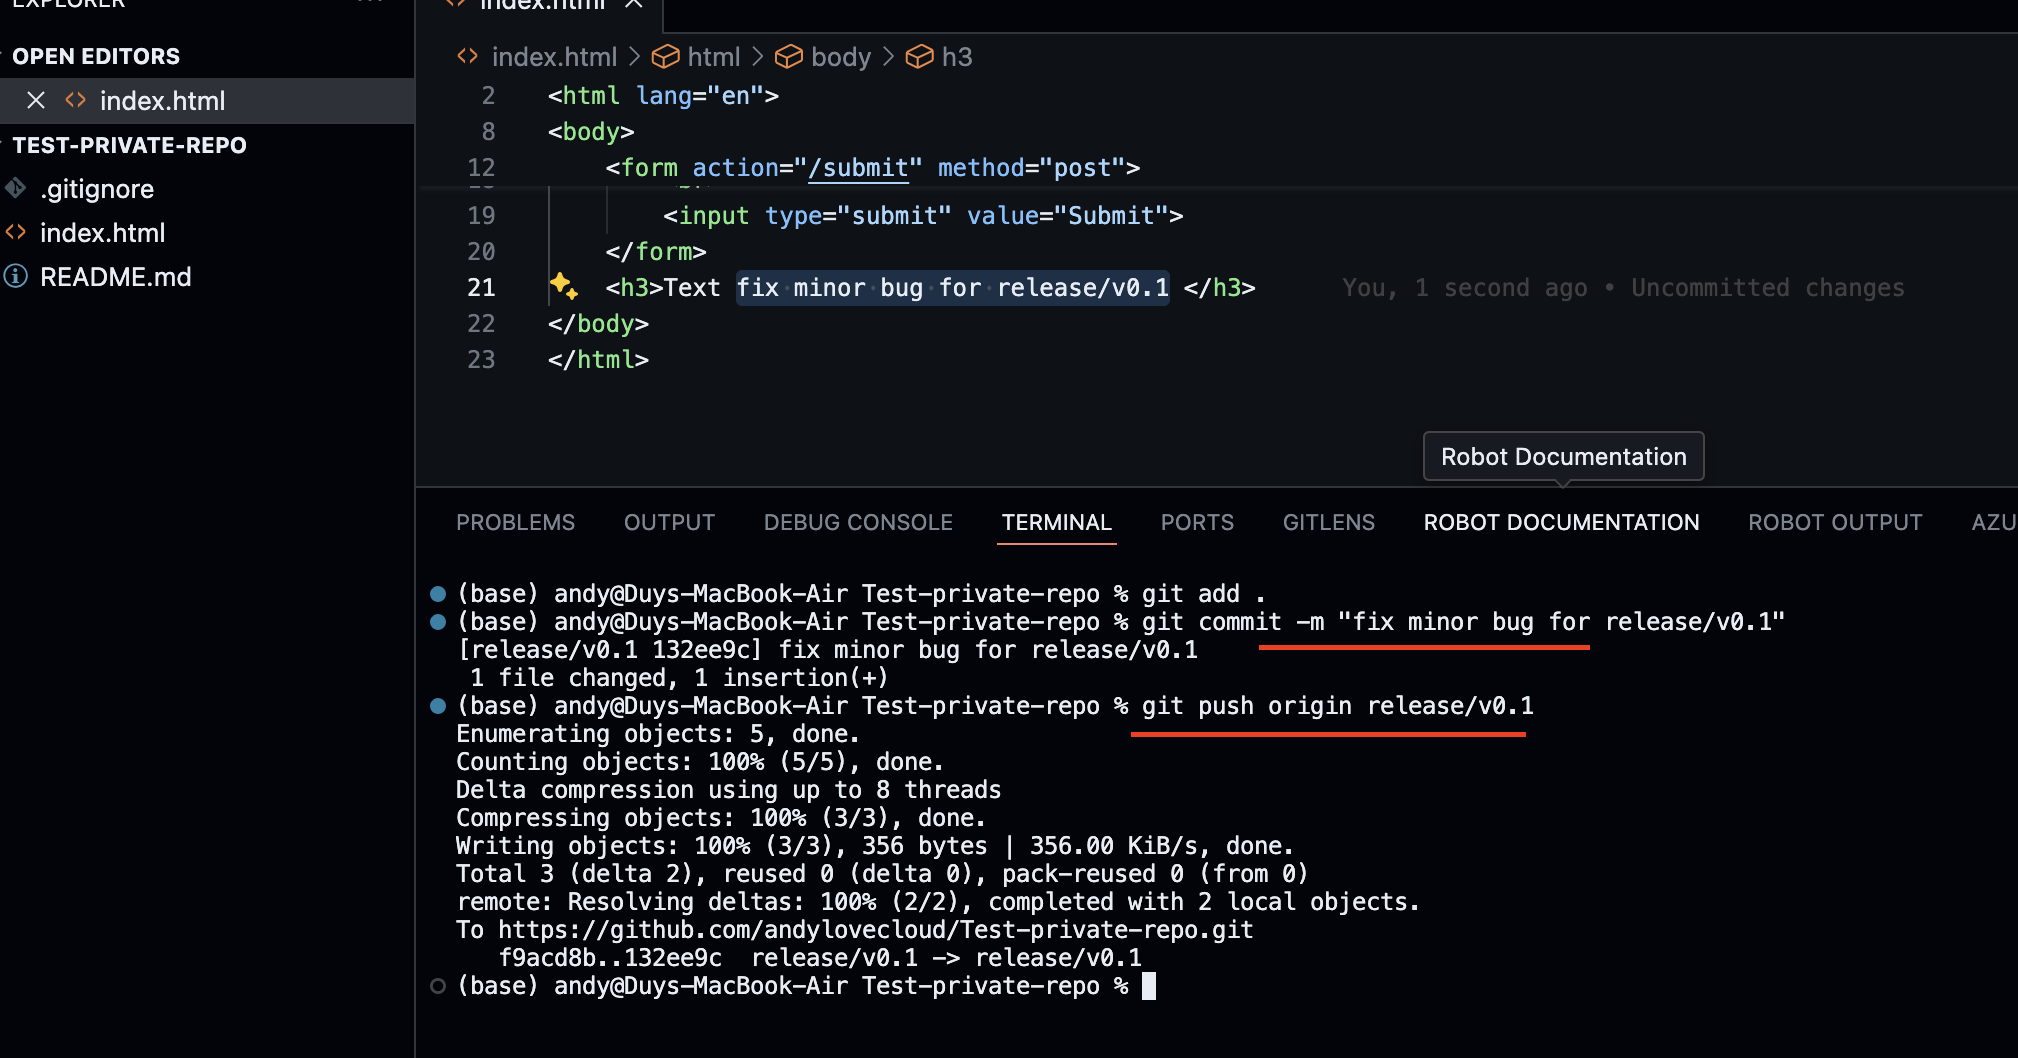 EXPLORER
OPEN EDITORS
index.html
TEST-PRIVATE-REPO
.gitignore
index.html
README.md
index.html
index.html > html > body > h3
2 <html lang="en">
8 <body>
12 <form action="/submit" method="post">
19 <input type="submit" value="Submit">
20 </form>
21 <h3>Text fix minor bug for release/v0.1 </h3> You, 1 second ago • Uncommitted changes
22 </body>
23 </html>
Robot Documentation
PROBLEMS OUTPUT DEBUG CONSOLE TERMINAL PORTS GITLENS ROBOT DOCUMENTATION ROBOT OUTPUT AZU
(base) andy@Duys-MacBook-Air Test-private-repo % git add .
(base) andy@Duys-MacBook-Air Test-private-repo % git commit -m "fix minor bug for release/v0.1"
[release/v0.1 132ee9c] fix minor bug for release/v0.1
1 file changed, 1 insertion(+)
(base) andy@Duys-MacBook-Air Test-private-repo % git push origin release/v0.1
Enumerating objects: 5, done.
Counting objects: 100% (5/5), done.
Delta compression using up to 8 threads
Compressing objects: 100% (3/3), done.
Writing objects: 100% (3/3), 356 bytes | 356.00 KiB/s, done.
Total 3 (delta 2), reused 0 (delta 0), pack-reused 0 (from 0)
remote: Resolving deltas: 100% (2/2), completed with 2 local objects.
To https://github.com/andylovecloud/Test-private-repo.git
f9acd8b..132ee9c release/v0.1 -> release/v0.1
(base) andy@Duys-MacBook-Air Test-private-repo %